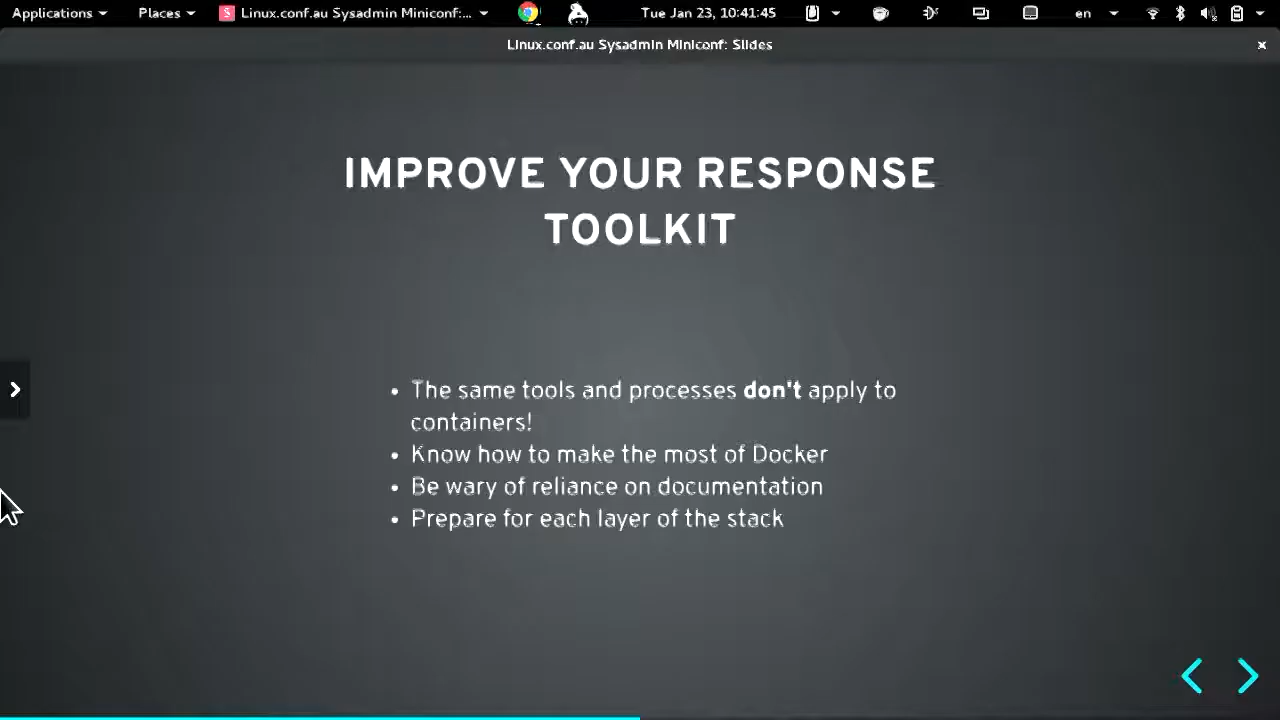 Applications Places S Linux.conf.au Sysadmin Miniconf:... Tue Jan 23, 10:41:45 en
Linux.conf.au Sysadmin Miniconf: Slides
IMPROVE YOUR RESPONSE
TOOLKIT
• The same tools and processes don't apply to
containers!
• Know how to make the most of Docker
• Be wary of reliance on documentation
• Prepare for each layer of the stack